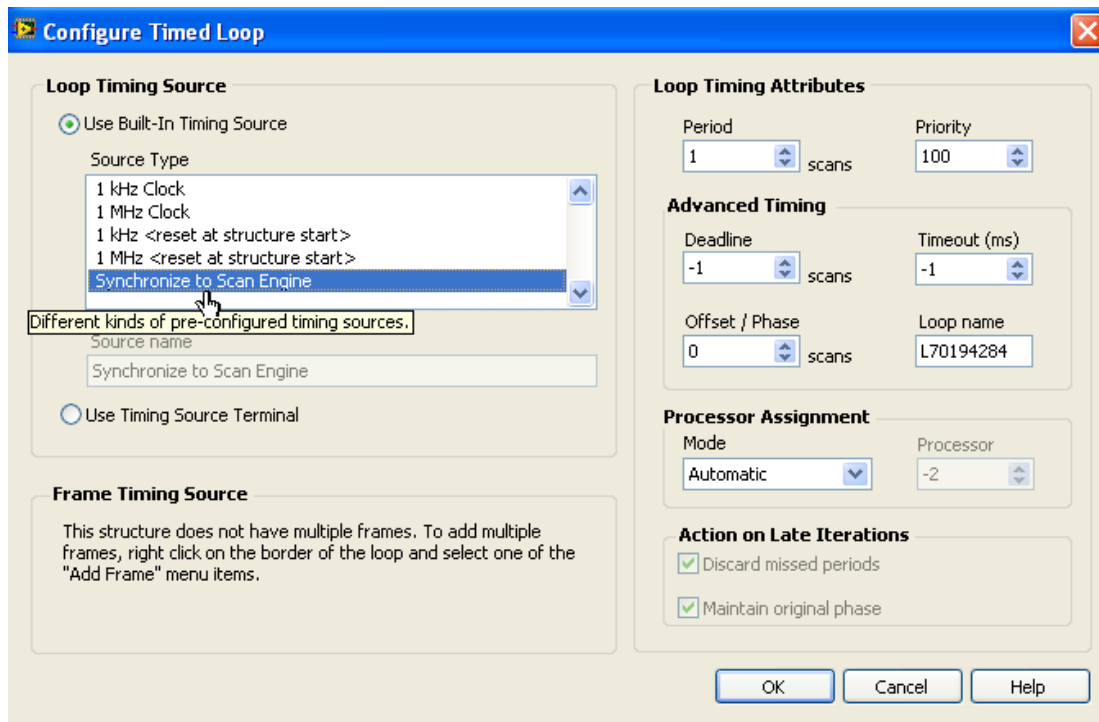 Configure Timed Loop
Loop Timing Source
Use Built-In Timing Source
Source Type
1 kHz Clock
1 MHz Clock
1 kHz <reset at structure start>
1 MHz <reset at structure start>
Synchronize to Scan Engine
Different kinds of pre-configured timing sources.
Source name
Synchronize to Scan Engine
Use Timing Source Terminal
Frame Timing Source
This structure does not have multiple frames. To add multiple
frames, right click on the border of the loop and select one of the
"Add Frame" menu items.
Loop Timing Attributes
Period
Priority
1
scans
100
Advanced Timing
Deadline
Timeout (ms)
-1
scans
-1
Offset / Phase
Loop name
0
scans
L70194284
Processor Assignment
Mode
Processor
Automatic
-2
Action on Late Iterations
Discard missed periods
Maintain original phase
OK
Cancel
Help